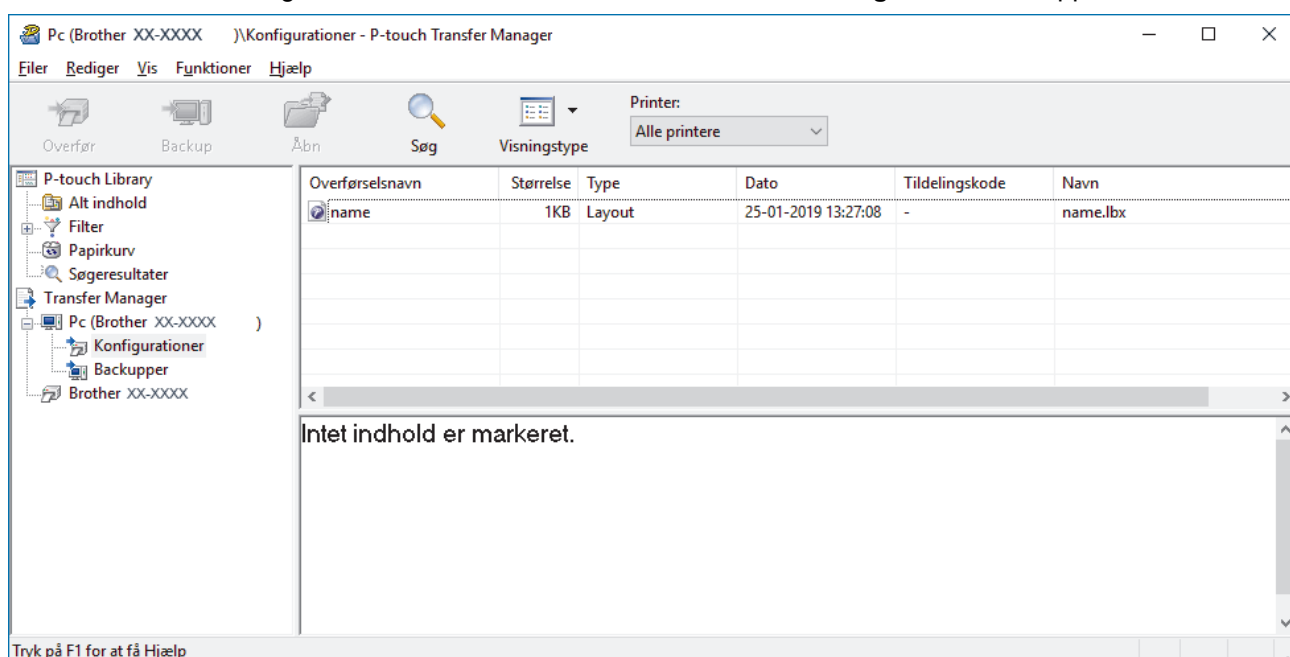 Pc (Brother XX-XXXX )\Konfigurationer - P-touch Transfer Manager
Filer Rediger Vis Funktioner Hjælp
Printer:
Alle printere
Overfør Backup Åbn Søg Visningstype
P-touch Library
Alt indhold
Filter
Papirkurv
Søgeresultater
Transfer Manager
Pc (Brother XX-XXXX )
Konfigurationer
Backupper
Brother XX-XXXX
Overførselsnavn Størrelse Type Dato Tildelingskode Navn
name 1KB Layout 25-01-2019 13:27:08 - name.lbx
Intet indhold er markeret.
Tryk på F1 for at få Hjælp